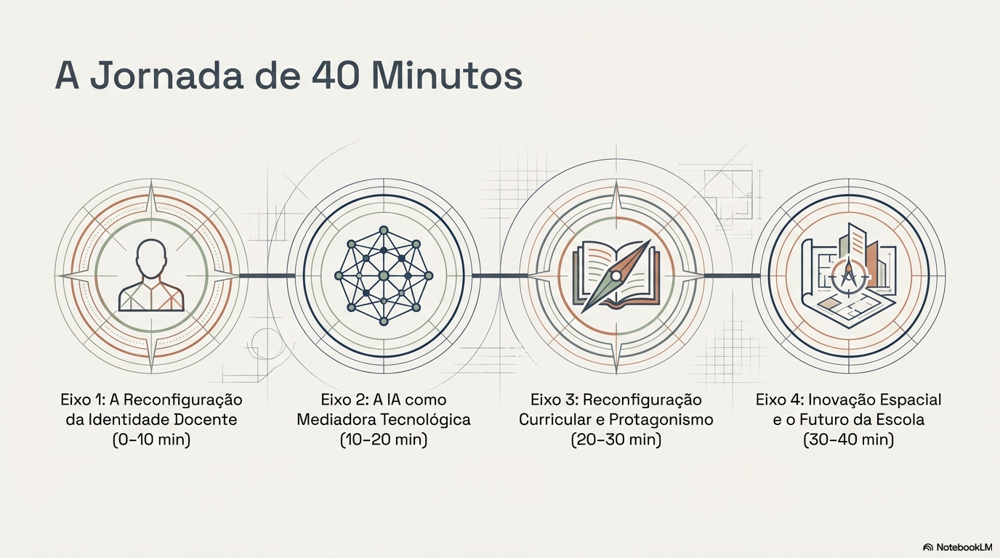 A Jornada de 40 Minutos
Eixo 1: A Reconfiguração
da Identidade Docente
(0–10 min)
Eixo 2: A IA como
Mediadora Tecnológica
(10–20 min)
Eixo 3: Reconfiguração
Curricular e Protagonismo
(20–30 min)
Eixo 4: Inovação Espacial
e o Futuro da Escola
(30–40 min)
NotebookLM